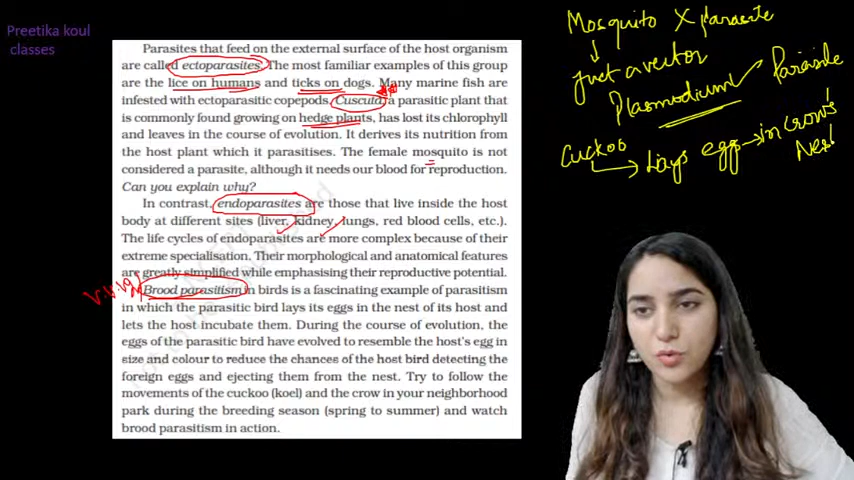 Preetika koul
classes
Parasites that feed on the external surface of the host organism
are called ectoparasites. The most familiar examples of this group
are the lice on humans and ticks on dogs. Many marine fish are
infested with ectoparasitic copepods. Cuscuta, a parasitic plant that
is commonly found growing on hedge plants, has lost its chlorophyll
and leaves in the course of evolution. It derives its nutrition from
the host plant which it parasitises. The female mosquito is not
considered a parasite, although it needs our blood for reproduction.
Can you explain why?
In contrast, endoparasites are those that live inside the host
body at different sites (liver, kidney, lungs, red blood cells, etc.).
The life cycles of endoparasites are more complex because of their
extreme specialisation. Their morphological and anatomical features
are greatly simplified while emphasising their reproductive potential.
V.V.V.
Brood parasitism in birds is a fascinating example of parasitism
in which the parasitic bird lays its eggs in the nest of its host and
lets the host incubate them. During the course of evolution, the
eggs of the parasitic bird have evolved to resemble the host's egg in
size and colour to reduce the chances of the host bird detecting the
foreign eggs and ejecting them from the nest. Try to follow the
movements of the cuckoo (koel) and the crow in your neighborhood
park during the breeding season (spring to summer) and watch
brood parasitism in action.
Mosquito X parasite
↓
Just a vector
Plasmodium ✓ Parasite
Cuckoo → lays egg → in crow's
Nest